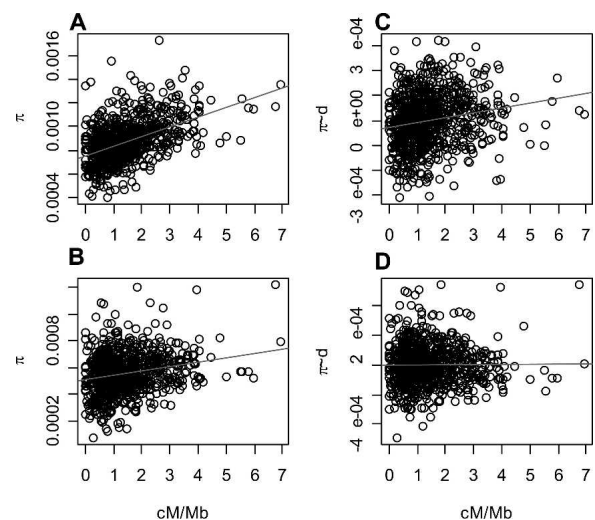 A
π
0.0004 0.0010 0.0016
0 1 2 3 4 5 6 7
C
π~d
-3 e-04 0 e+00 3 e-04
0 1 2 3 4 5 6 7
B
π
0.0002 0.0008
0 1 2 3 4 5 6 7
cM/Mb
D
π~d
-4 e-04 2 e-04
0 1 2 3 4 5 6 7
cM/Mb